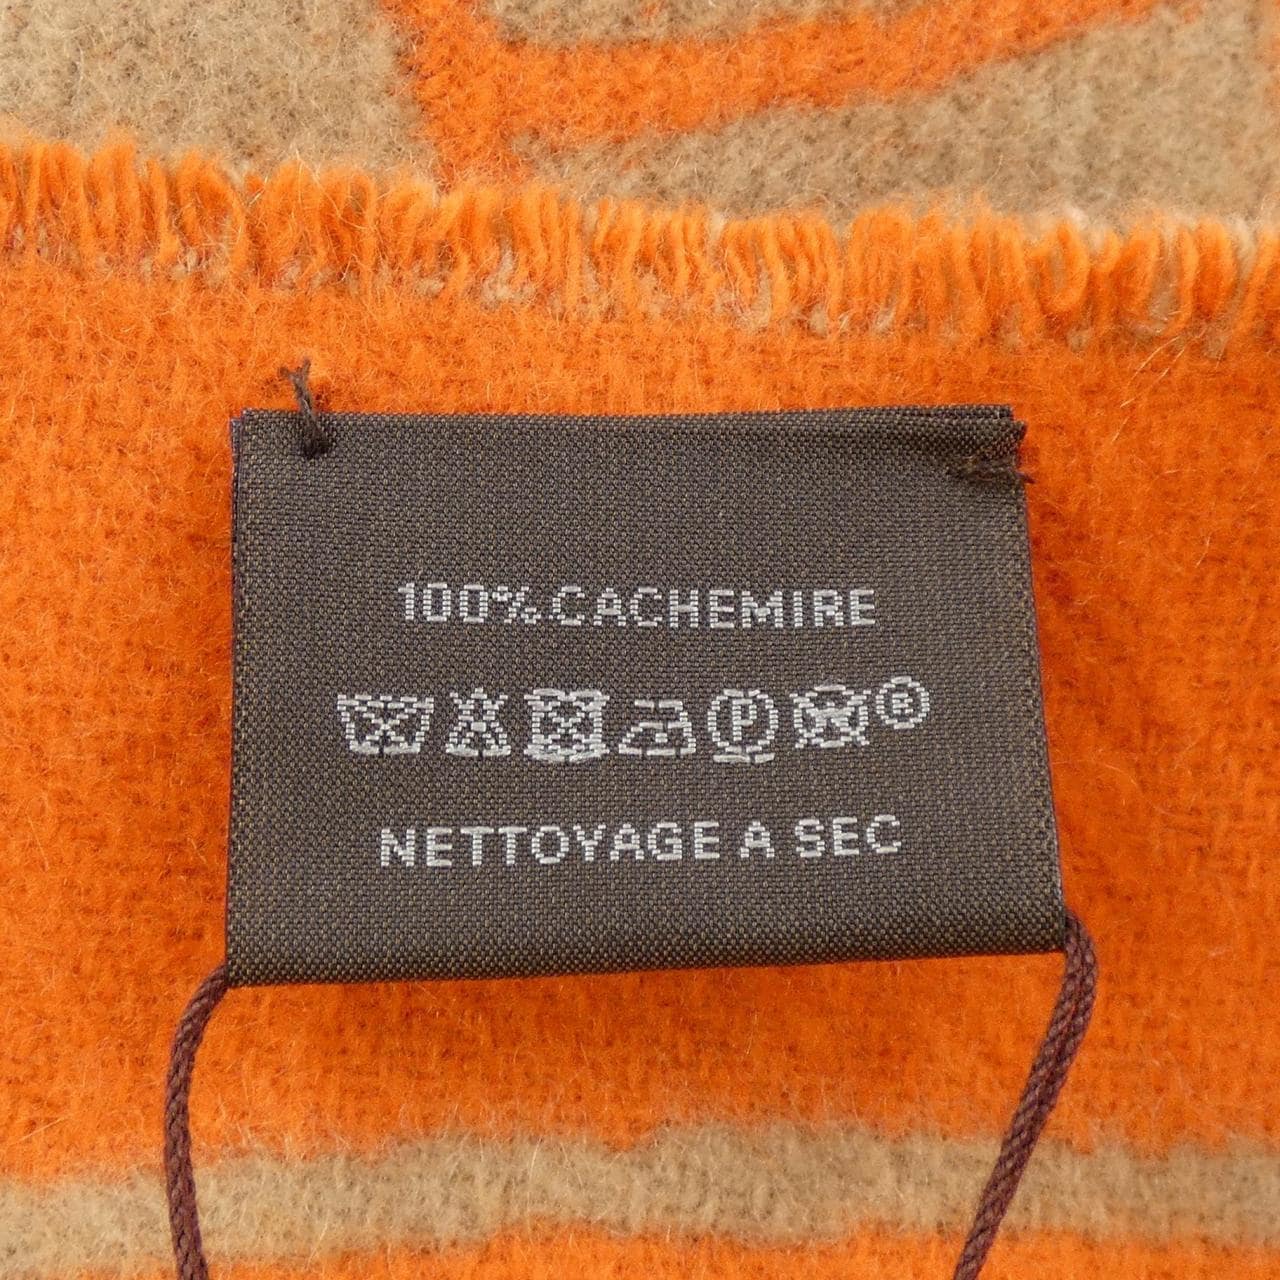 100% CACHEMIRE
P W ®
NETTOYAGE A SEC